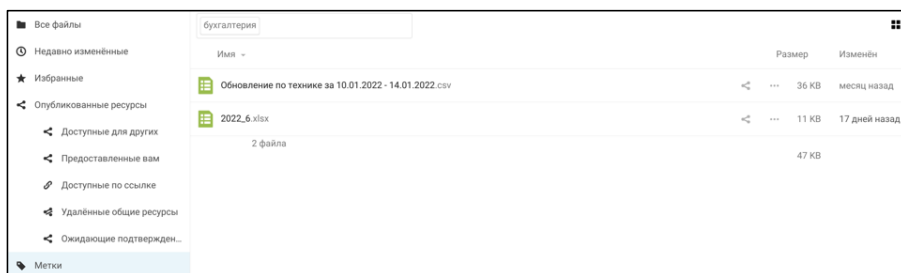 Все файлы
Недавно изменённые
Избранные
Опубликованные ресурсы
Доступные для других
Предоставленные вам
Доступные по ссылке
Удалённые общие ресурсы
Ожидающие подтвержден...
Метки
бухгалтерия
Имя Размер Изменён
Обновление по технике за 10.01.2022 - 14.01.2022.csv ... 36 KB месяц назад
2022_6.xlsx ... 11 KB 17 дней назад
2 файла 47 KB